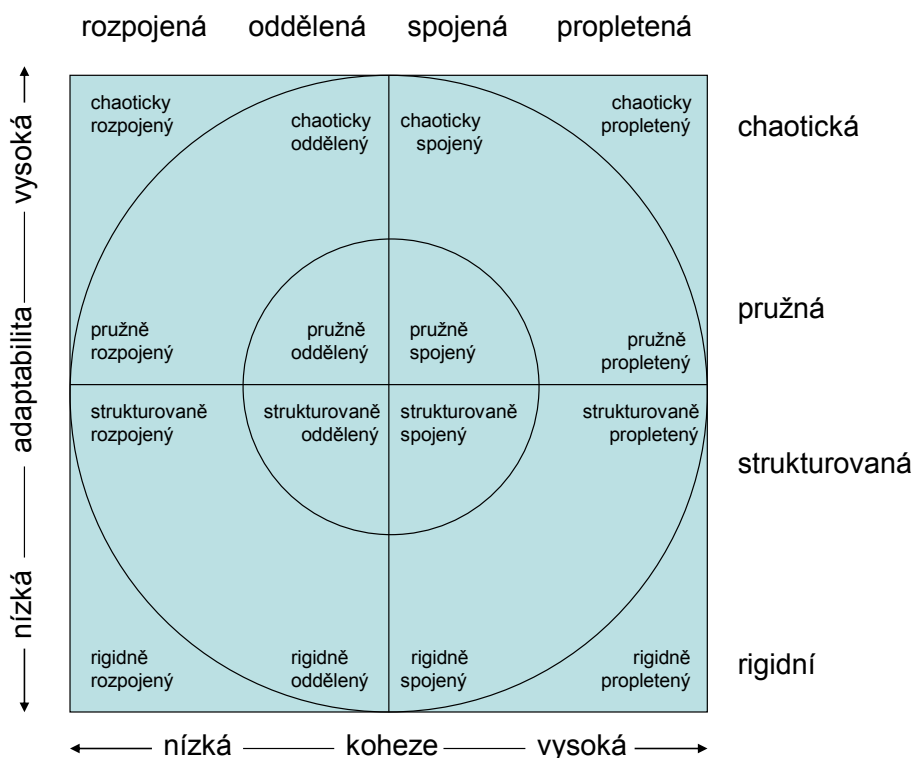 rozpojená oddělená spojená propletená
chaoticky
rozpojený
chaoticky
oddělený
chaoticky
spojený
chaoticky
propletený
chaotická
pružně
rozpojený
pružně
oddělený
pružně
spojený
pružně
propletený
pružná
strukturovaně
rozpojený
strukturovaně
oddělený
strukturovaně
spojený
strukturovaně
propletený
strukturovaná
rigidně
rozpojený
rigidně
oddělený
rigidně
spojený
rigidně
propletený
rigidní
nízká adaptabilita vysoká
nízká koheze vysoká